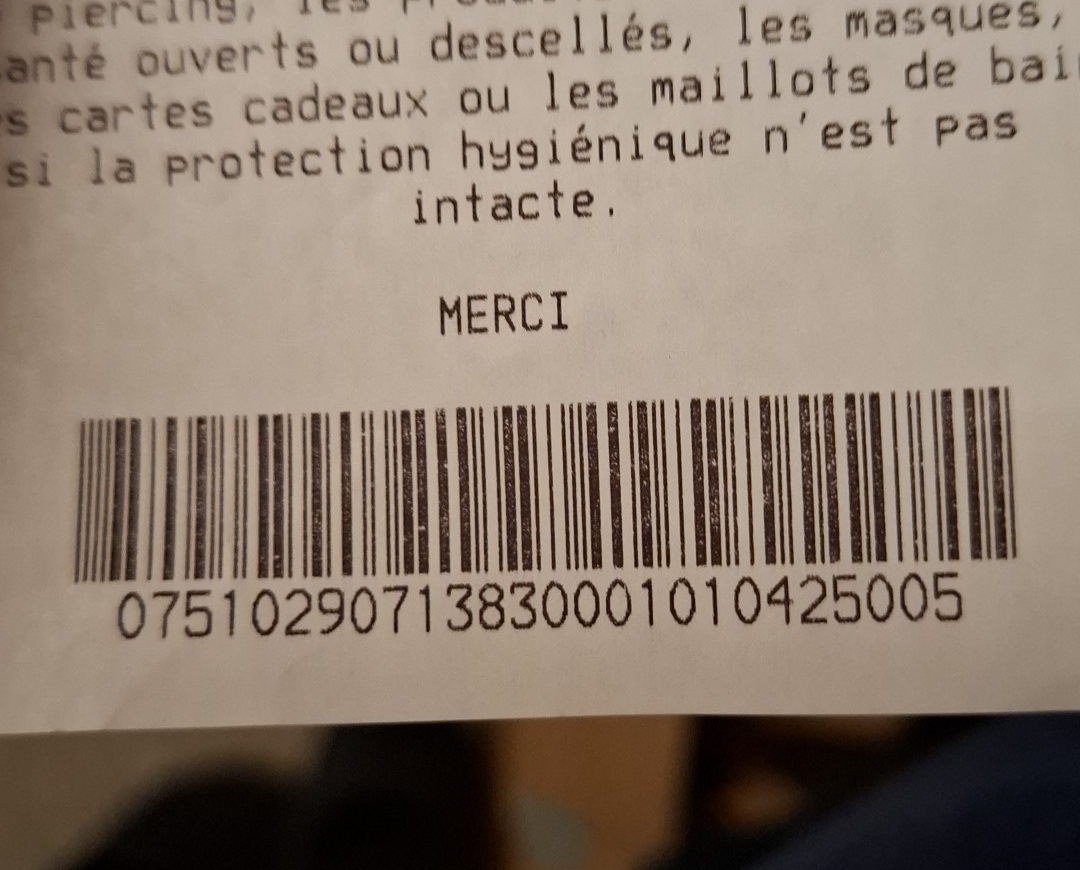 piercing, les
anté ouverts ou descellés, les masques,
s cartes cadeaux ou les maillots de bai
si la protection hygiénique n'est pas
intacte.
MERCI
07510290713830001010425005